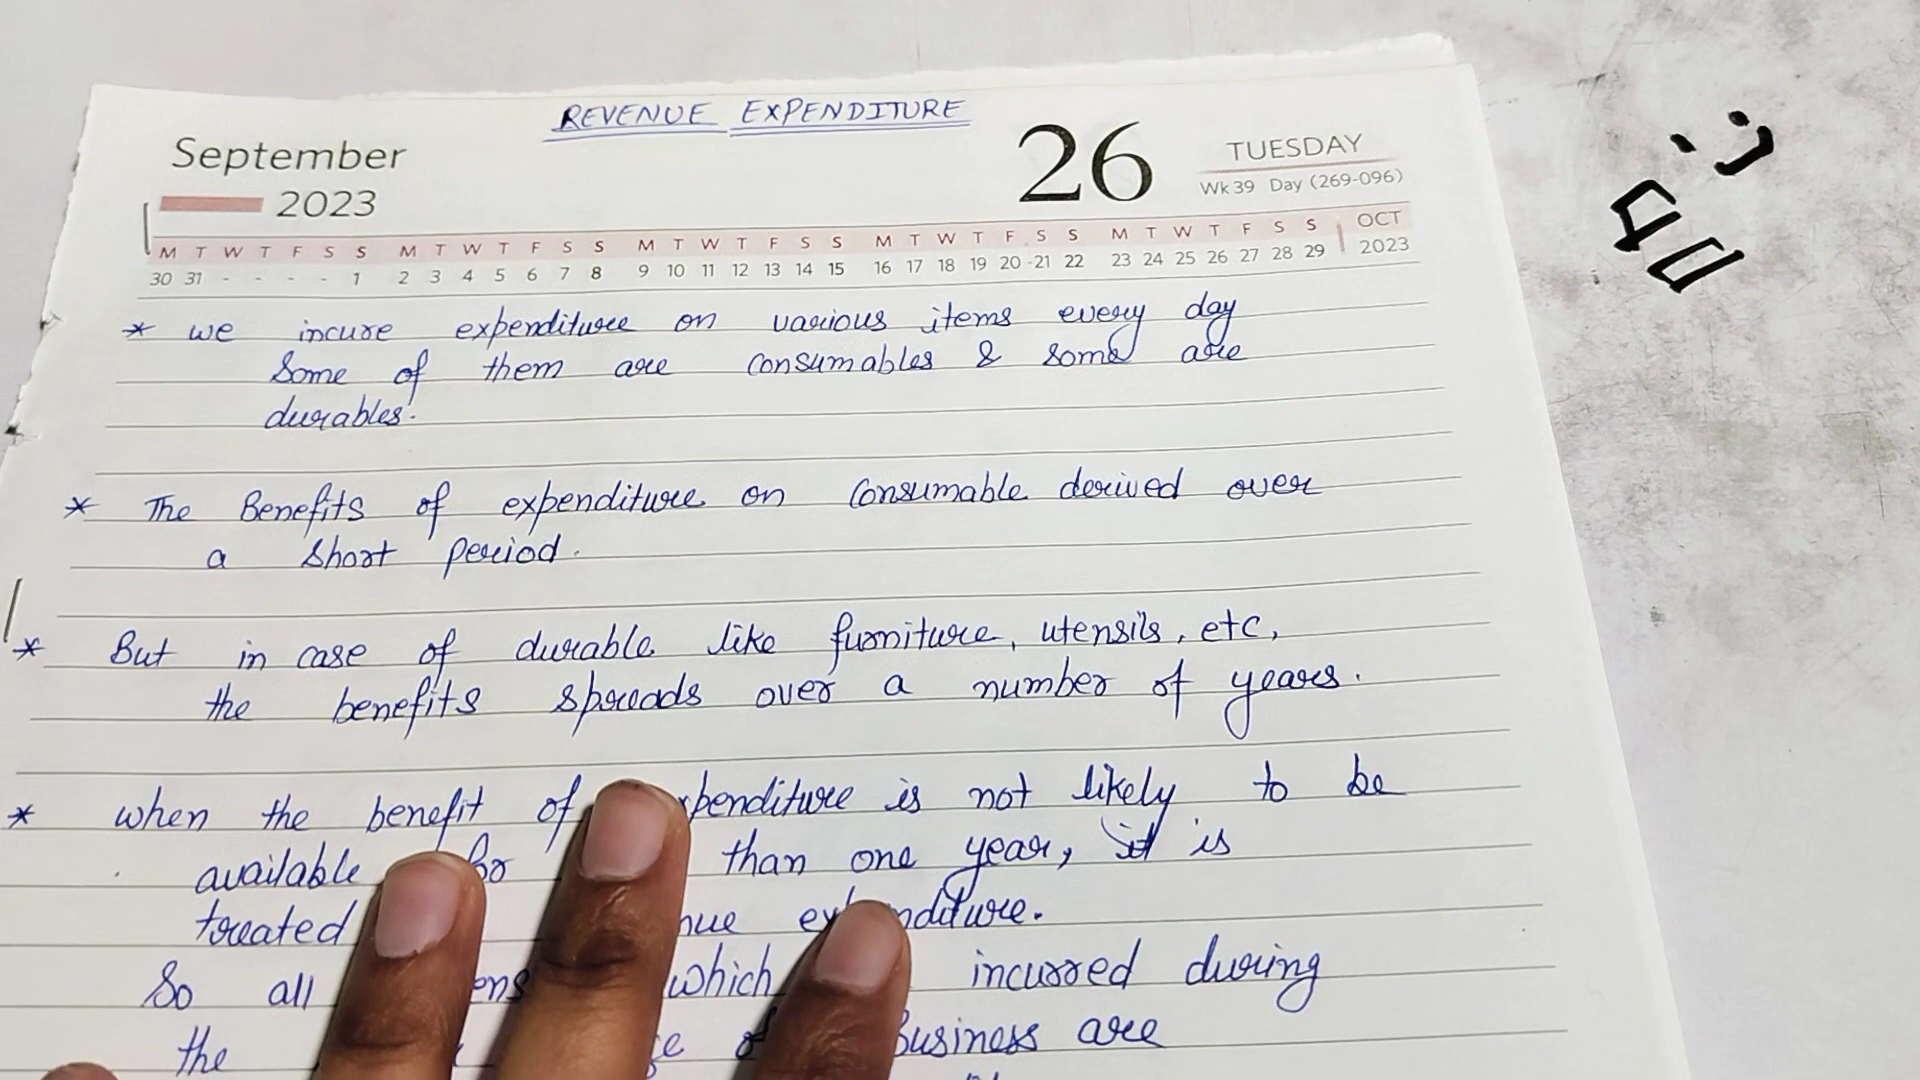 REVENUE EXPENDITURE
September
2023
26
TUESDAY
Wk 39 Day (269-096)
M T W T F S S M T W T F S S M T W T F S S M T W T F S S M T W T F S S OCT
30 31 - - - - 1 2 3 4 5 6 7 8 9 10 11 12 13 14 15 16 17 18 19 20 21 22 23 24 25 26 27 28 29 2023
* we incure expenditure on various items every day
Some of them are consumables & some are
durables.
* The Benefits of expenditure on Consumable derived over
a short period.
* But in case of durable like furniture, utensils, etc,
the benefits spreads over a number of years.
* when the benefit of is not likely to be
available than one year, it is
treated expenditure.
So all which incurred during
the Business are